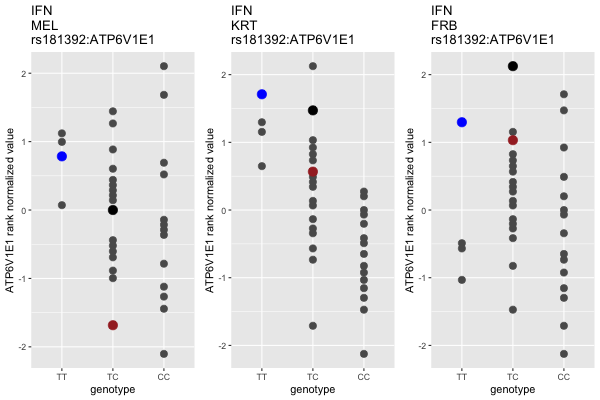 IFN
MEL
rs181392:ATP6V1E1
ATP6V1E1 rank normalized value
2
1
0
-1
-2
TT TC CC
genotype
IFN
KRT
rs181392:ATP6V1E1
ATP6V1E1 rank normalized value
2
1
0
-1
-2
TT TC CC
genotype
IFN
FRB
rs181392:ATP6V1E1
ATP6V1E1 rank normalized value
2
1
0
-1
-2
TT TC CC
genotype